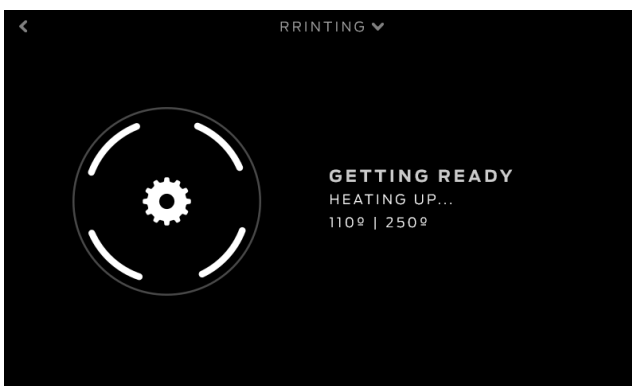 RRINTING
GETTING READY
HEATING UP...
110º | 250º